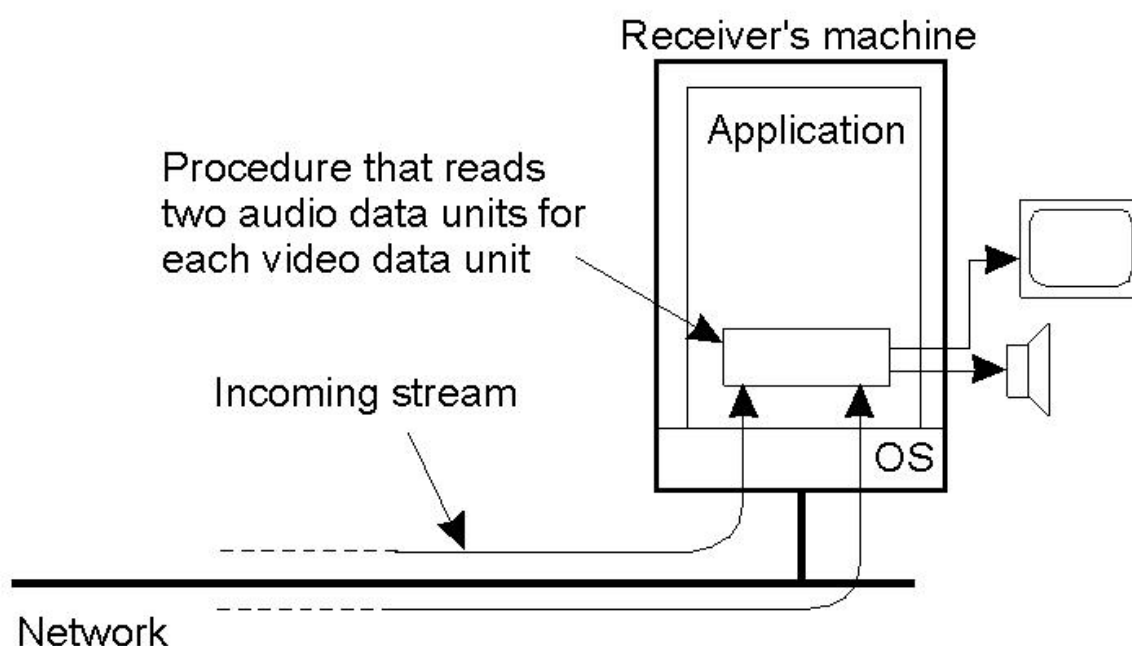 Receiver's machine
Application
Procedure that reads
two audio data units for
each video data unit
Incoming stream
OS
Network